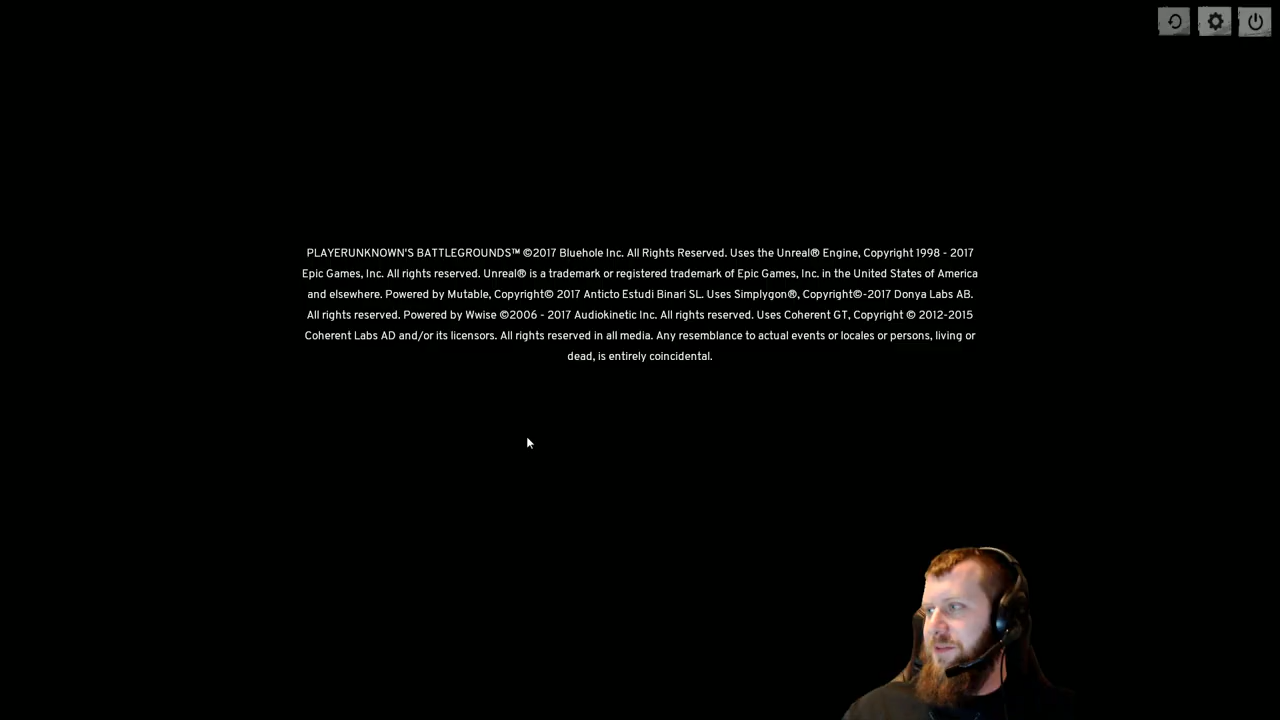 PLAYERUNKNOWN'S BATTLEGROUNDS™ ©2017 Bluehole Inc. All Rights Reserved. Uses the Unreal® Engine, Copyright 1998 - 2017
Epic Games, Inc. All rights reserved. Unreal® is a trademark or registered trademark of Epic Games, Inc. in the United States of America
and elsewhere. Powered by Mutable, Copyright© 2017 Anticto Estudi Binari SL. Uses Simplygon®, Copyright©-2017 Donya Labs AB.
All rights reserved. Powered by Wwise ©2006 - 2017 Audiokinetic Inc. All rights reserved. Uses Coherent GT, Copyright © 2012-2015
Coherent Labs AD and/or its licensors. All rights reserved in all media. Any resemblance to actual events or locales or persons, living or
dead, is entirely coincidental.